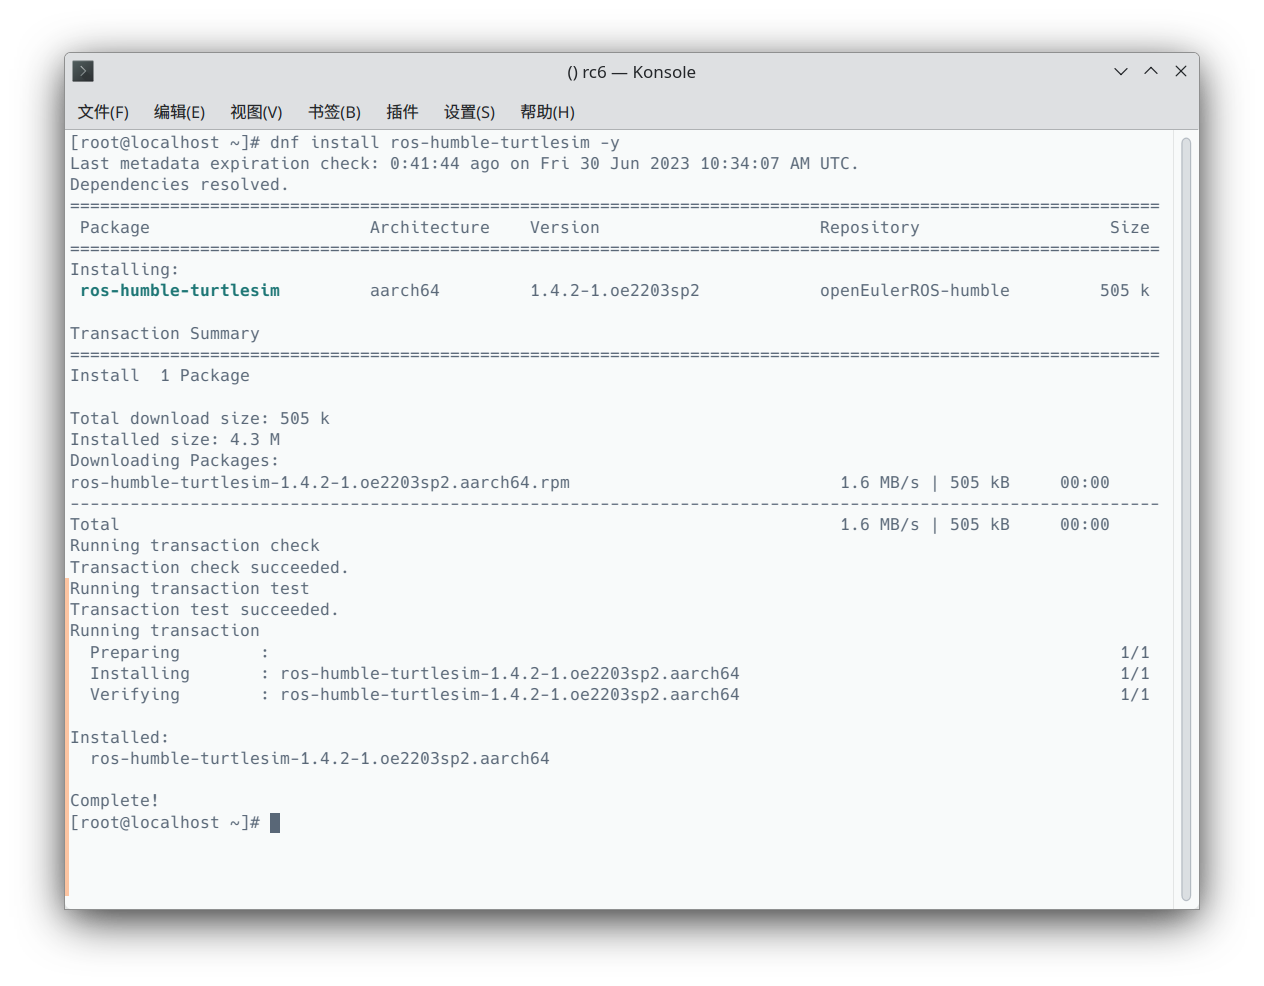 () rc6 — Konsole
文件(F) 编辑(E) 视图(V) 书签(B) 插件 设置(S) 帮助(H)
[root@localhost ~]# dnf install ros-humble-turtlesim -y
Last metadata expiration check: 0:41:44 ago on Fri 30 Jun 2023 10:34:07 AM UTC.
Dependencies resolved.
=============================================================================================================
 Package                      Architecture    Version                      Repository                   Size
=============================================================================================================
Installing:
 ros-humble-turtlesim         aarch64         1.4.2-1.oe2203sp2            openEulerROS-humble         505 k

Transaction Summary
=============================================================================================================
Install  1 Package

Total download size: 505 k
Installed size: 4.3 M
Downloading Packages:
ros-humble-turtlesim-1.4.2-1.oe2203sp2.aarch64.rpm                           1.6 MB/s | 505 kB     00:00
-------------------------------------------------------------------------------------------------------------
Total                                                                        1.6 MB/s | 505 kB     00:00
Running transaction check
Transaction check succeeded.
Running transaction test
Transaction test succeeded.
Running transaction
  Preparing        :                                                                                     1/1
  Installing       : ros-humble-turtlesim-1.4.2-1.oe2203sp2.aarch64                                      1/1
  Verifying        : ros-humble-turtlesim-1.4.2-1.oe2203sp2.aarch64                                      1/1

Installed:
  ros-humble-turtlesim-1.4.2-1.oe2203sp2.aarch64

Complete!
[root@localhost ~]#